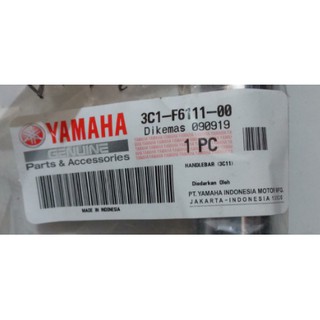 YAMAHA
GENUINE
Parts & Accessories
3C1-F6111-00
Dikemas 090919
1 PC
HANDLEBAR (3C11)
Diedarkan Oleh
PT. YAMAHA INDONESIA MOTOR MFG.
JAKARTA - INDONESIA
MADE IN INDONESIA